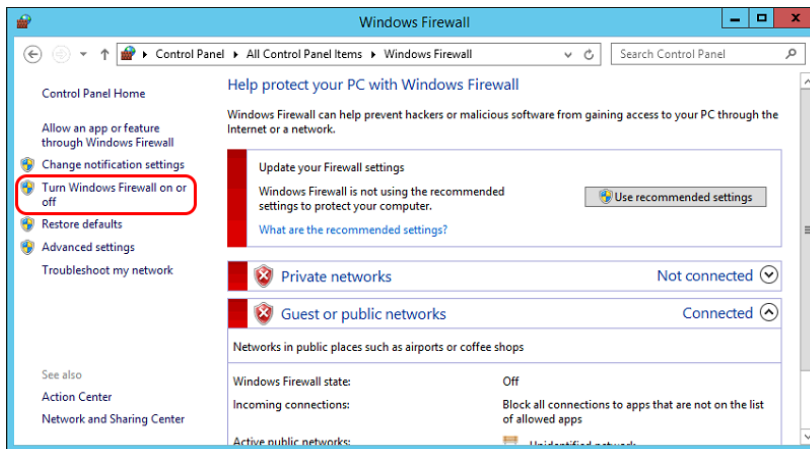 Windows Firewall
Control Panel ▸ All Control Panel Items ▸ Windows Firewall
Search Control Panel
Control Panel Home
Allow an app or feature
through Windows Firewall
Change notification settings
Turn Windows Firewall on or
off
Restore defaults
Advanced settings
Troubleshoot my network
See also
Action Center
Network and Sharing Center
Help protect your PC with Windows Firewall
Windows Firewall can help prevent hackers or malicious software from gaining access to your PC through the
Internet or a network.
Update your Firewall settings
Windows Firewall is not using the recommended
settings to protect your computer.
What are the recommended settings?
Use recommended settings
Private networks Not connected
Guest or public networks Connected
Networks in public places such as airports or coffee shops
Windows Firewall state: Off
Incoming connections: Block all connections to apps that are not on the list
of allowed apps
Active public networks: Unidentified network